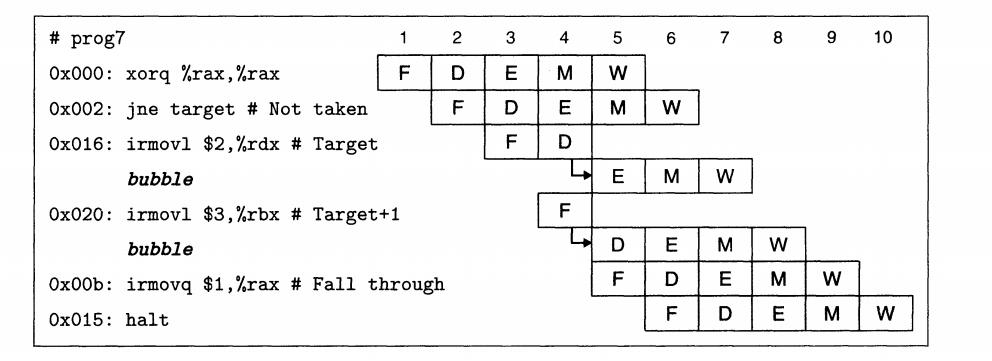 # prog7 1 2 3 4 5 6 7 8 9 10
0x000: xorq %rax,%rax F D E M W
0x002: jne target # Not taken F D E M W
0x016: irmovl $2,%rdx # Target F D
bubble E M W
0x020: irmovl $3,%rbx # Target+1 F
bubble D E M W
0x00b: irmovq $1,%rax # Fall through F D E M W
0x015: halt F D E M W